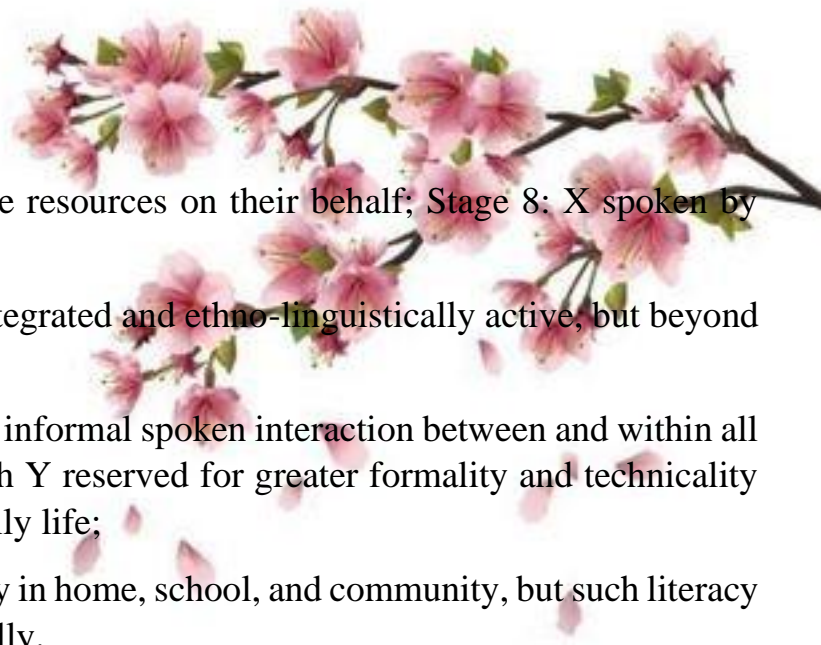 e resources on their behalf; Stage 8: X spoken by
tegrated and ethno-linguistically active, but beyond
informal spoken interaction between and within all
h Y reserved for greater formality and technicality
ly life;
y in home, school, and community, but such literacy
lly.